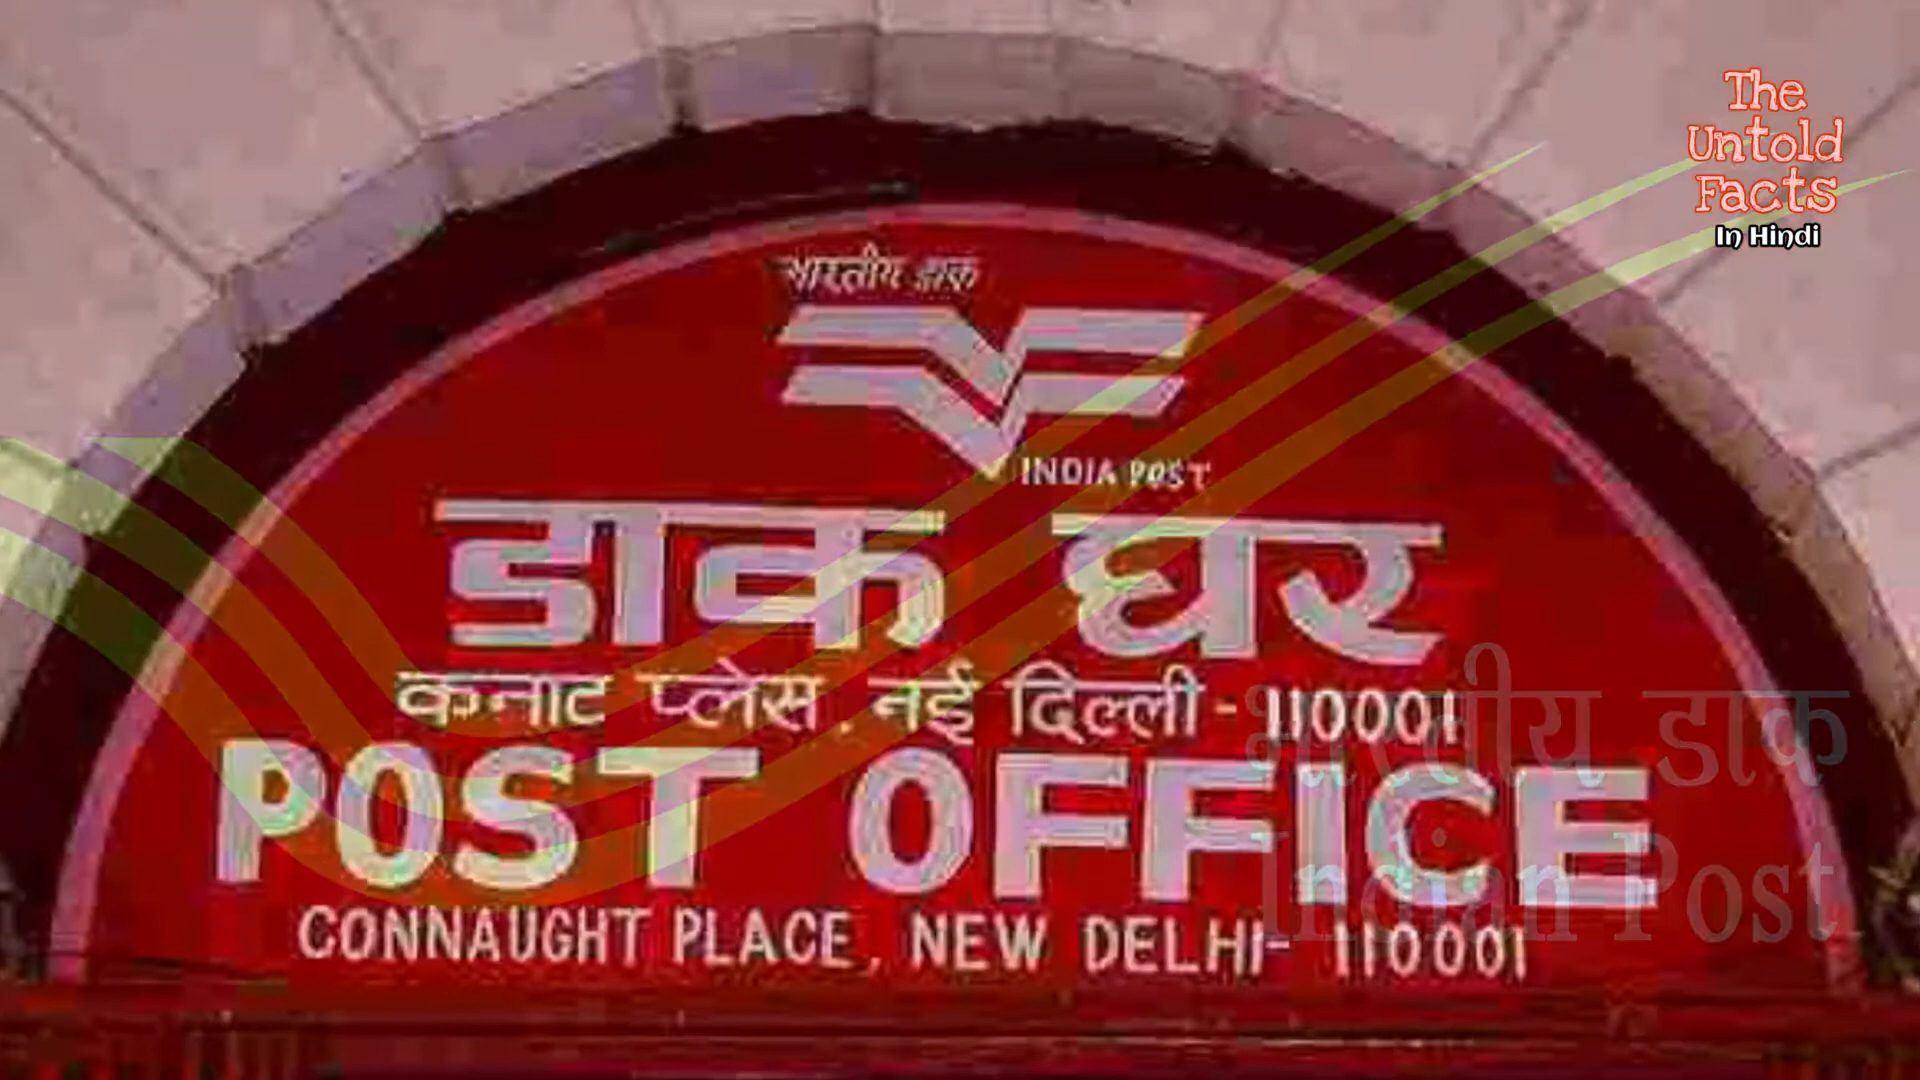 The
Untold
Facts
In Hindi
भारतीय डाक
INDIA POST
डाक घर
कनाट प्लेस, नई दिल्ली - 110001
POST OFFICE
CONNAUGHT PLACE, NEW DELHI- 110001
भारतीय डाक
Indian Post